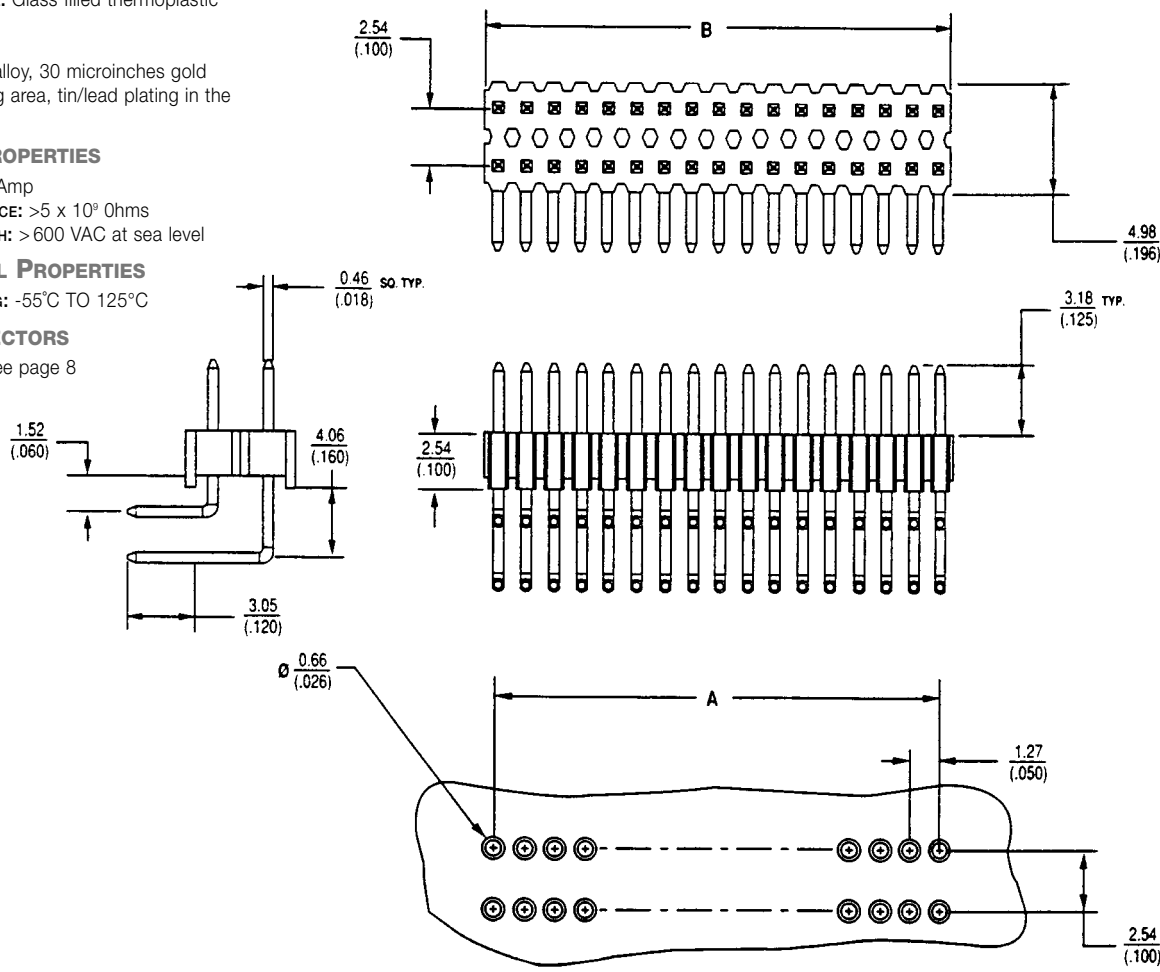 : Glass filled thermoplastic
alloy, 30 microinches gold
g area, tin/lead plating in the
ROPERTIES
Amp
CE: >5 x 10⁹ Ohms
H: >600 VAC at sea level
L PROPERTIES
G: -55°C TO 125°C
ECTORS
ee page 8
2.54
(.100)
B
4.98
(.196)
0.46 SQ. TYP.
(.018)
3.18 TYP.
(.125)
1.52
(.060)
4.06
(.160)
2.54
(.100)
3.05
(.120)
Ø 0.66
(.026)
A
1.27
(.050)
2.54
(.100)